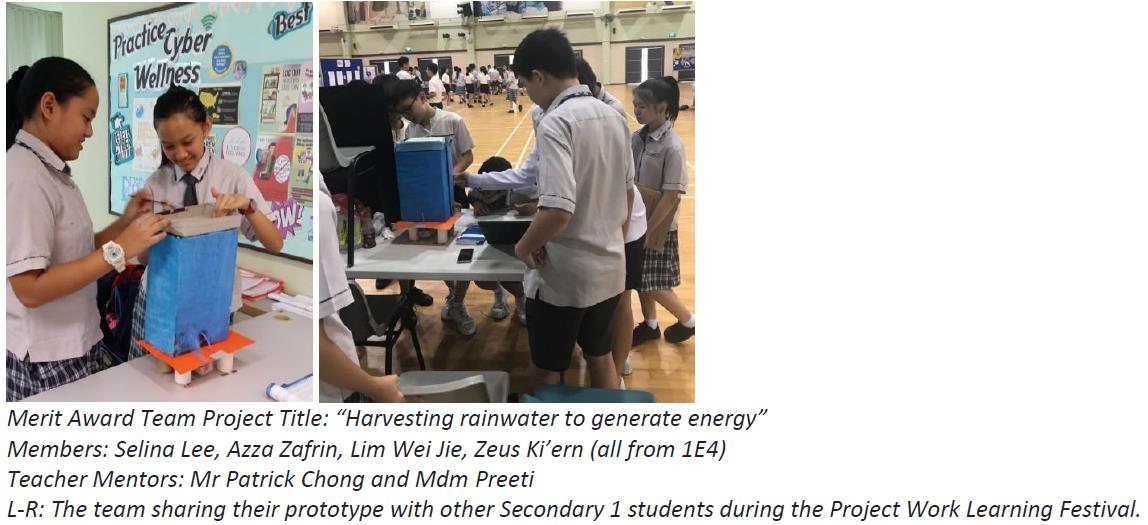 Practice Cyber
Wellness
Best
LOG OUT
Merit Award Team Project Title: “Harvesting rainwater to generate energy”
Members: Selina Lee, Azza Zafrin, Lim Wei Jie, Zeus Ki’ern (all from 1E4)
Teacher Mentors: Mr Patrick Chong and Mdm Preeti
L-R: The team sharing their prototype with other Secondary 1 students during the Project Work Learning Festival.